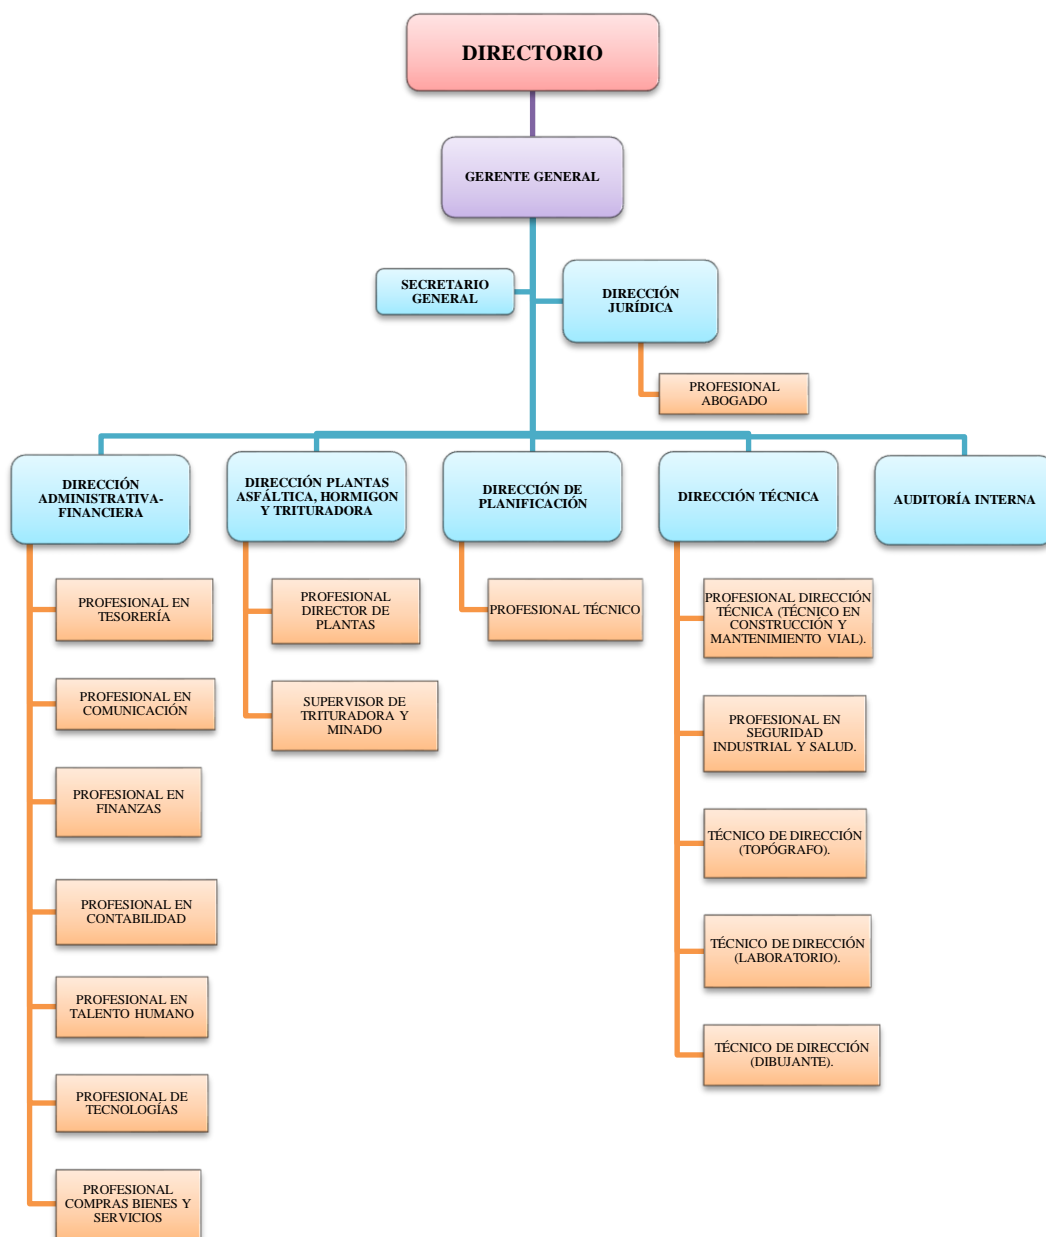 DIRECTORIO
GERENTE GENERAL
SECRETARIO
GENERAL
DIRECCIÓN
JURÍDICA
PROFESIONAL
ABOGADO
DIRECCIÓN
ADMINISTRATIVA-
FINANCIERA
DIRECCIÓN PLANTAS
ASFÁLTICA, HORMIGON
Y TRITURADORA
DIRECCIÓN DE
PLANIFICACIÓN
DIRECCIÓN TÉCNICA
AUDITORÍA INTERNA
PROFESIONAL EN
TESORERÍA
PROFESIONAL EN
COMUNICACIÓN
PROFESIONAL EN
FINANZAS
PROFESIONAL EN
CONTABILIDAD
PROFESIONAL EN
TALENTO HUMANO
PROFESIONAL DE
TECNOLOGÍAS
PROFESIONAL
COMPRAS BIENES Y
SERVICIOS
PROFESIONAL
DIRECTOR DE
PLANTAS
SUPERVISOR DE
TRITURADORA Y
MINADO
PROFESIONAL TÉCNICO
PROFESIONAL DIRECCIÓN
TÉCNICA (TÉCNICO EN
CONSTRUCCIÓN Y
MANTENIMIENTO VIAL).
PROFESIONAL EN
SEGURIDAD
INDUSTRIAL Y SALUD.
TÉCNICO DE DIRECCIÓN
(TOPÓGRAFO).
TÉCNICO DE DIRECCIÓN
(LABORATORIO).
TÉCNICO DE DIRECCIÓN
(DIBUJANTE).